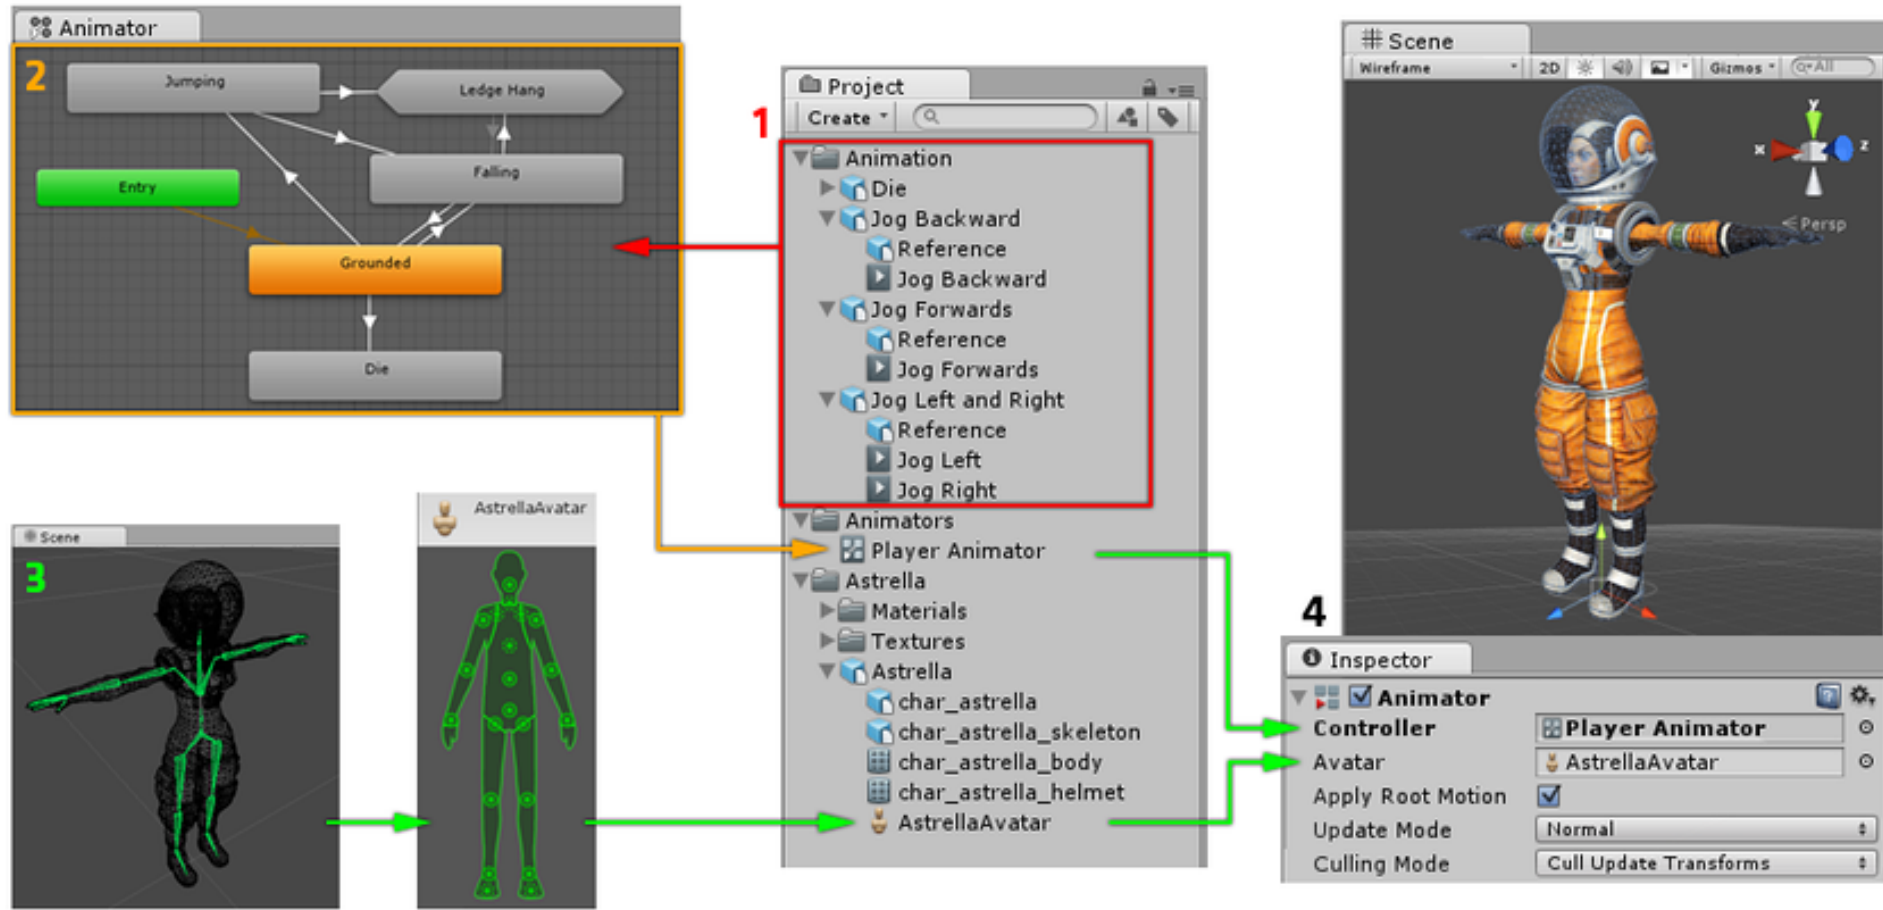 Animator
2
Jumping
Ledge Hang
Falling
Entry
Grounded
Die
3
Scene
AstrellaAvatar
1
Project
Create
Animation
Die
Jog Backward
Reference
Jog Backward
Jog Forwards
Reference
Jog Forwards
Jog Left and Right
Reference
Jog Left
Jog Right
Animators
Player Animator
Astrella
Materials
Textures
Astrella
char_astrella
char_astrella_skeleton
char_astrella_body
char_astrella_helmet
AstrellaAvatar
Scene
Wireframe 2D Gizmos All
y
x z
Persp
4
Inspector
Animator
Controller Player Animator
Avatar AstrellaAvatar
Apply Root Motion
Update Mode Normal
Culling Mode Cull Update Transforms